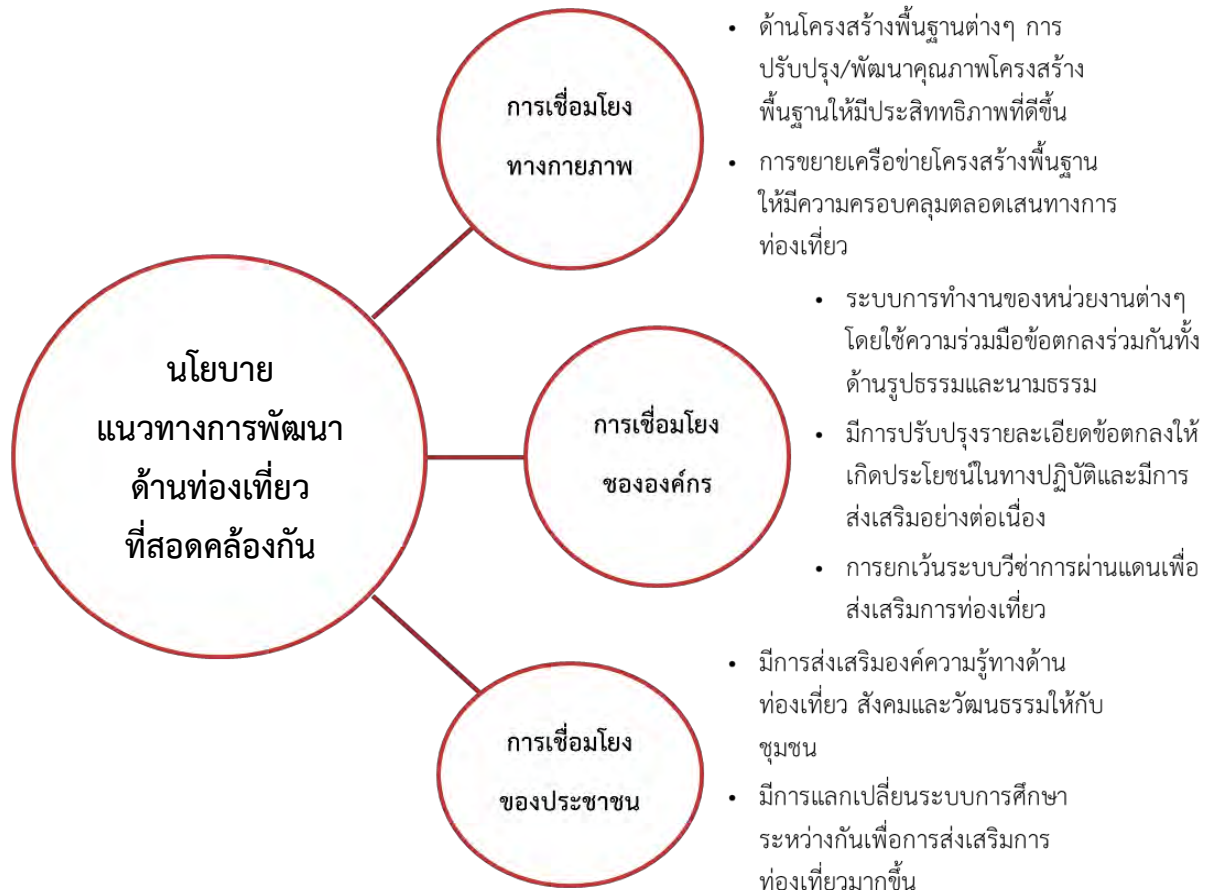 นโยบาย
แนวทางการพัฒนา
ด้านท่องเที่ยว
ที่สอดคล้องกัน
การเชื่อมโยง
ทางกายภาพ
• ด้านโครงสร้างพื้นฐานต่างๆ การ
ปรับปรุง/พัฒนาคุณภาพโครงสร้าง
พื้นฐานให้มีประสิททธิภาพที่ดีขึ้น
• การขยายเครือข่ายโครงสร้างพื้นฐาน
ให้มีความครอบคลุมตลอดเสนทางการ
ท่องเที่ยว
การเชื่อมโยง
ชององค์กร
• ระบบการทำงานของหน่วยงานต่างๆ
โดยใช้ความร่วมมือข้อตกลงร่วมกันทั้ง
ด้านรูปธรรมและนามธรรม
• มีการปรับปรุงรายละเอียดข้อตกลงให้
เกิดประโยชน์ในทางปฏิบัติและมีการ
ส่งเสริมอย่างต่อเนื่อง
• การยกเว้นระบบวีซ่าการผ่านแดนเพื่อ
ส่งเสริมการท่องเที่ยว
การเชื่อมโยง
ของประชาชน
• มีการส่งเสริมองค์ความรู้ทางด้าน
ท่องเที่ยว สังคมและวัฒนธรรมให้กับ
ชุมชน
• มีการแลกเปลี่ยนระบบการศึกษา
ระหว่างกันเพื่อการส่งเสริมการ
ท่องเที่ยวมากขึ้น